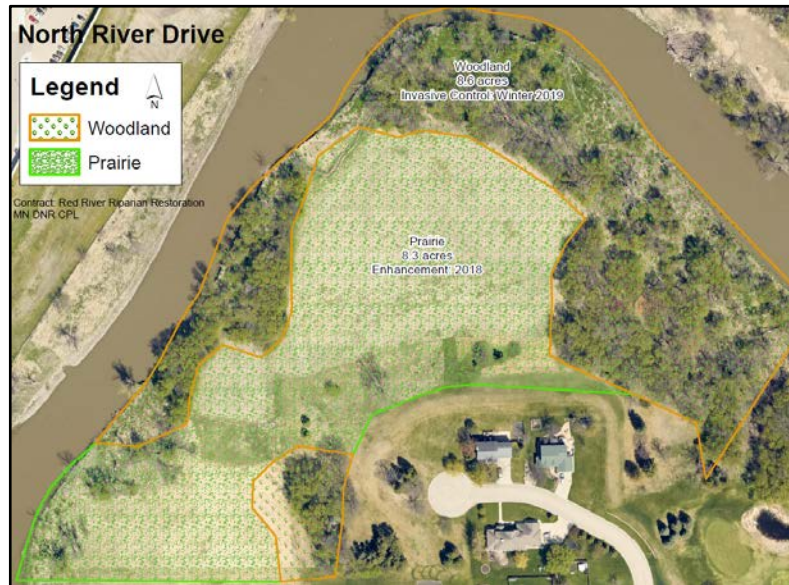 North River Drive
Legend
N
Woodland
Prairie
Contract: Red River Riparian Restoration
MN DNR CPL
Woodland
8.6 acres
Invasive Control: Winter 2019
Prairie
8.3 acres
Enhancement: 2018